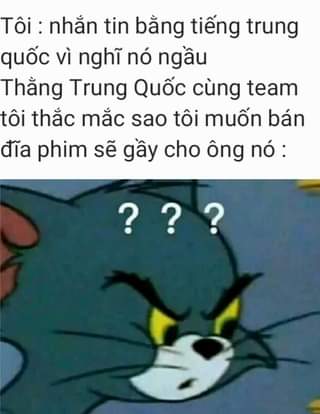 Tôi : nhắn tin bằng tiếng trung
quốc vì nghĩ nó ngầu
Thằng Trung Quốc cùng team
tôi thắc mắc sao tôi muốn bán
đĩa phim sẽ gầy cho ông nó :
? ? ?